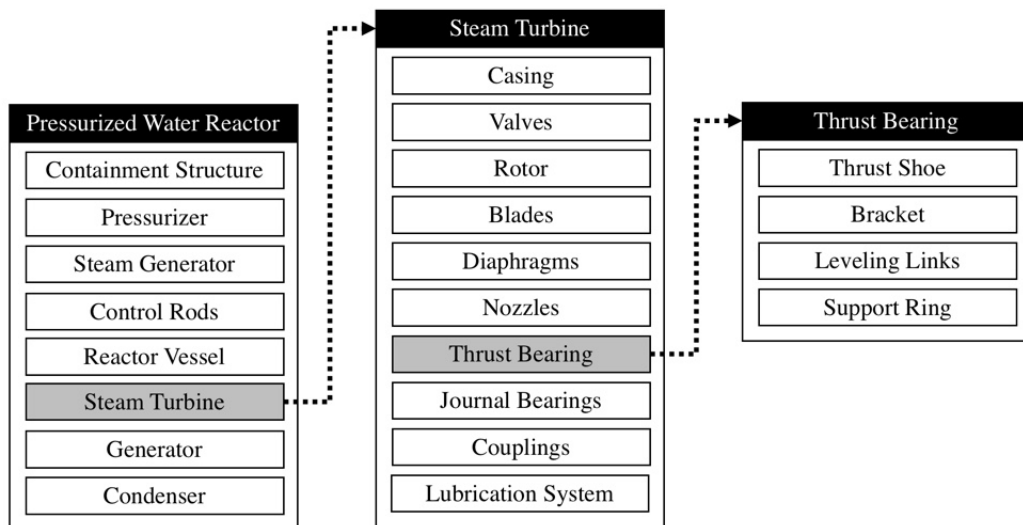 Pressurized Water Reactor
Containment Structure
Pressurizer
Steam Generator
Control Rods
Reactor Vessel
Steam Turbine
Generator
Condenser
Steam Turbine
Casing
Valves
Rotor
Blades
Diaphragms
Nozzles
Thrust Bearing
Journal Bearings
Couplings
Lubrication System
Thrust Bearing
Thrust Shoe
Bracket
Leveling Links
Support Ring